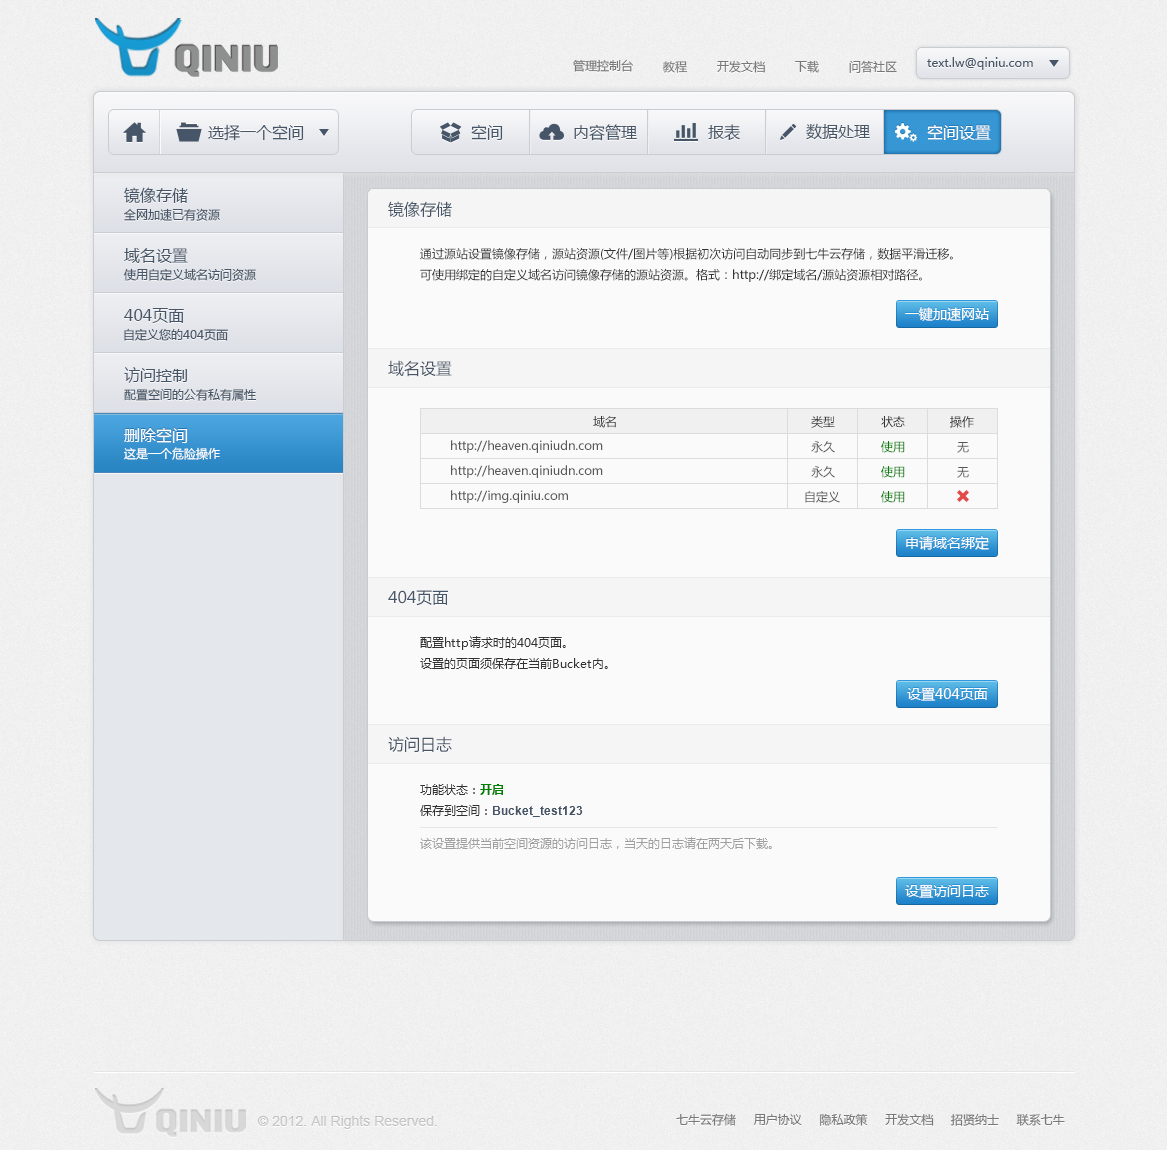 QINIU
管理控制台 教程 开发文档 下载 问答社区 text.lw@qiniu.com
选择一个空间 空间 内容管理 报表 数据处理 空间设置
镜像存储
全网加速已有资源
域名设置
使用自定义域名访问资源
404页面
自定义您的404页面
访问控制
配置空间的公有私有属性
删除空间
这是一个危险操作
镜像存储
通过源站设置镜像存储，源站资源(文件/图片等)根据初次访问自动同步到七牛云存储，数据平滑迁移。
可使用绑定的自定义域名访问镜像存储的源站资源。格式：http://绑定域名/源站资源相对路径。
一键加速网站
域名设置
域名 类型 状态 操作
http://heaven.qiniudn.com 永久 使用 无
http://heaven.qiniudn.com 永久 使用 无
http://img.qiniu.com 自定义 使用
申请域名绑定
404页面
配置http请求时的404页面。
设置的页面须保存在当前Bucket内。
设置404页面
访问日志
功能状态：开启
保存到空间：Bucket_test123
该设置提供当前空间资源的访问日志，当天的日志请在两天后下载。
设置访问日志
QINIU © 2012. All Rights Reserved. 七牛云存储 用户协议 隐私政策 开发文档 招贤纳士 联系七牛